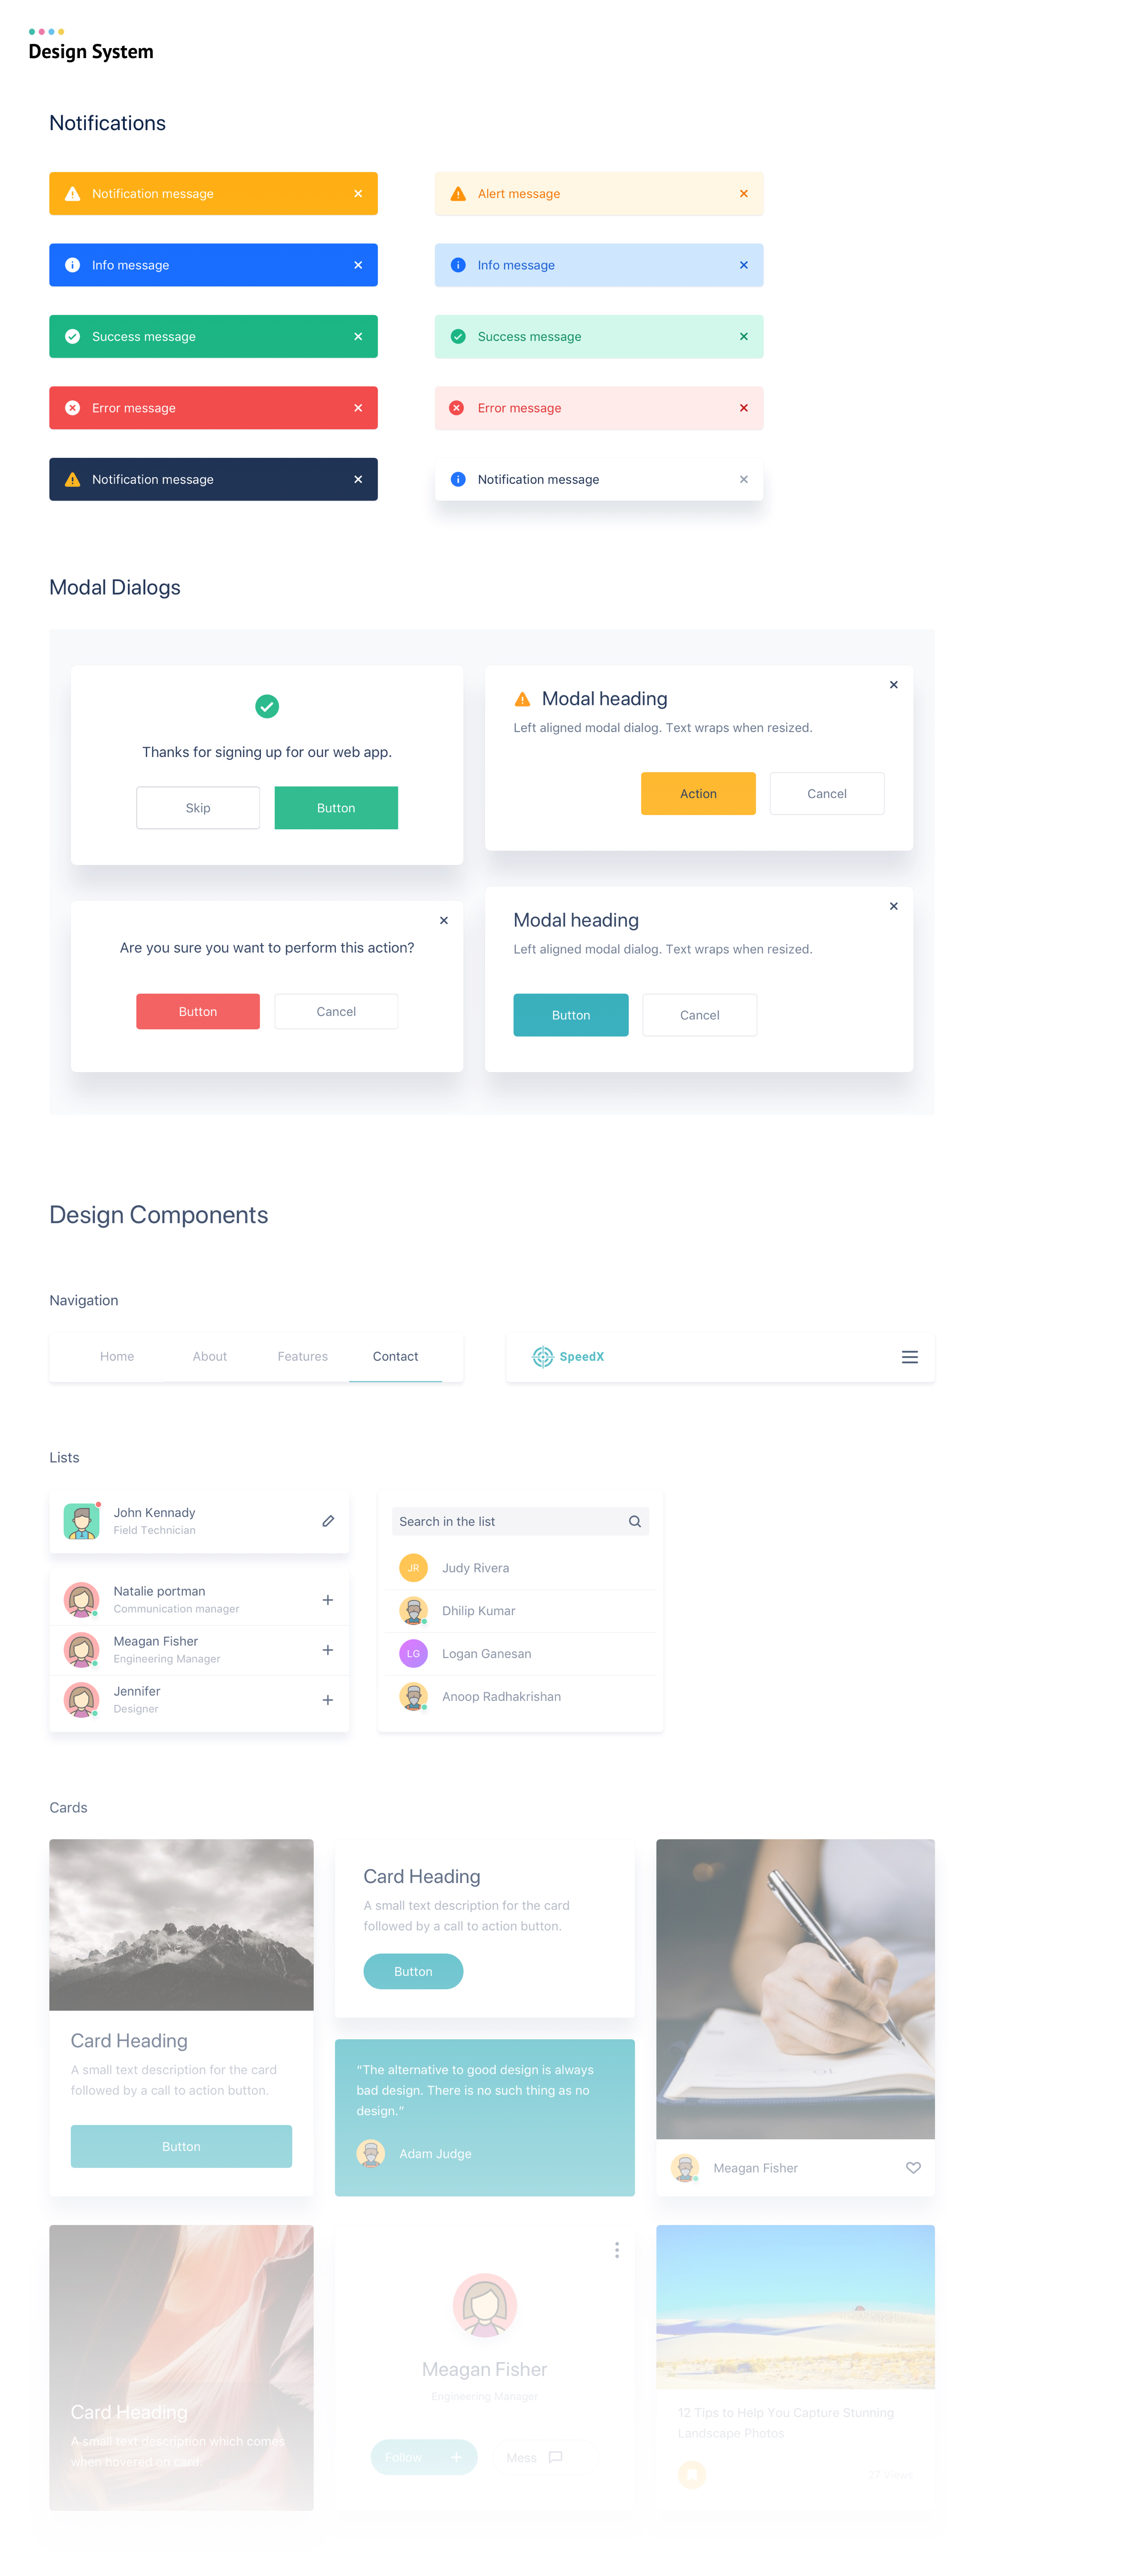 Design System
Notifications
Notification message
Alert message
Info message
Info message
Success message
Success message
Error message
Error message
Notification message
Notification message
Modal Dialogs
Thanks for signing up for our web app.
Skip
Button
Modal heading
Left aligned modal dialog. Text wraps when resized.
Action
Cancel
Are you sure you want to perform this action?
Button
Cancel
Modal heading
Left aligned modal dialog. Text wraps when resized.
Button
Cancel
Design Components
Navigation
Home
About
Features
Contact
SpeedX
Lists
John Kennady
Field Technician
Natalie portman
Communication manager
Meagan Fisher
Engineering Manager
Jennifer
Designer
Search in the list
JR
Judy Rivera
Dhilip Kumar
LG
Logan Ganesan
Anoop Radhakrishan
Cards
Card Heading
A small text description for the card
followed by a call to action button.
Button
Card Heading
A small text description for the card
followed by a call to action button.
Button
“The alternative to good design is always
bad design. There is no such thing as no
design.”
Adam Judge
Meagan Fisher
Card Heading
A small text description which comes
when hovered on card.
Meagan Fisher
Engineering Manager
Follow
Mess
12 Tips to Help You Capture Stunning
Landscape Photos
Views